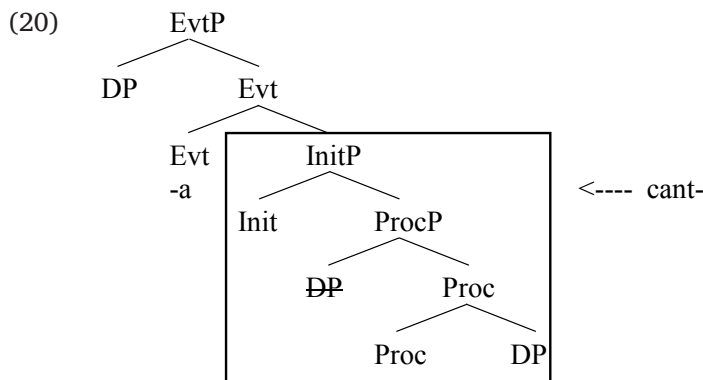 (20) EvtP
DP Evt
Evt InitP
-a <---- cant-
Init ProcP
DP Proc
Proc DP